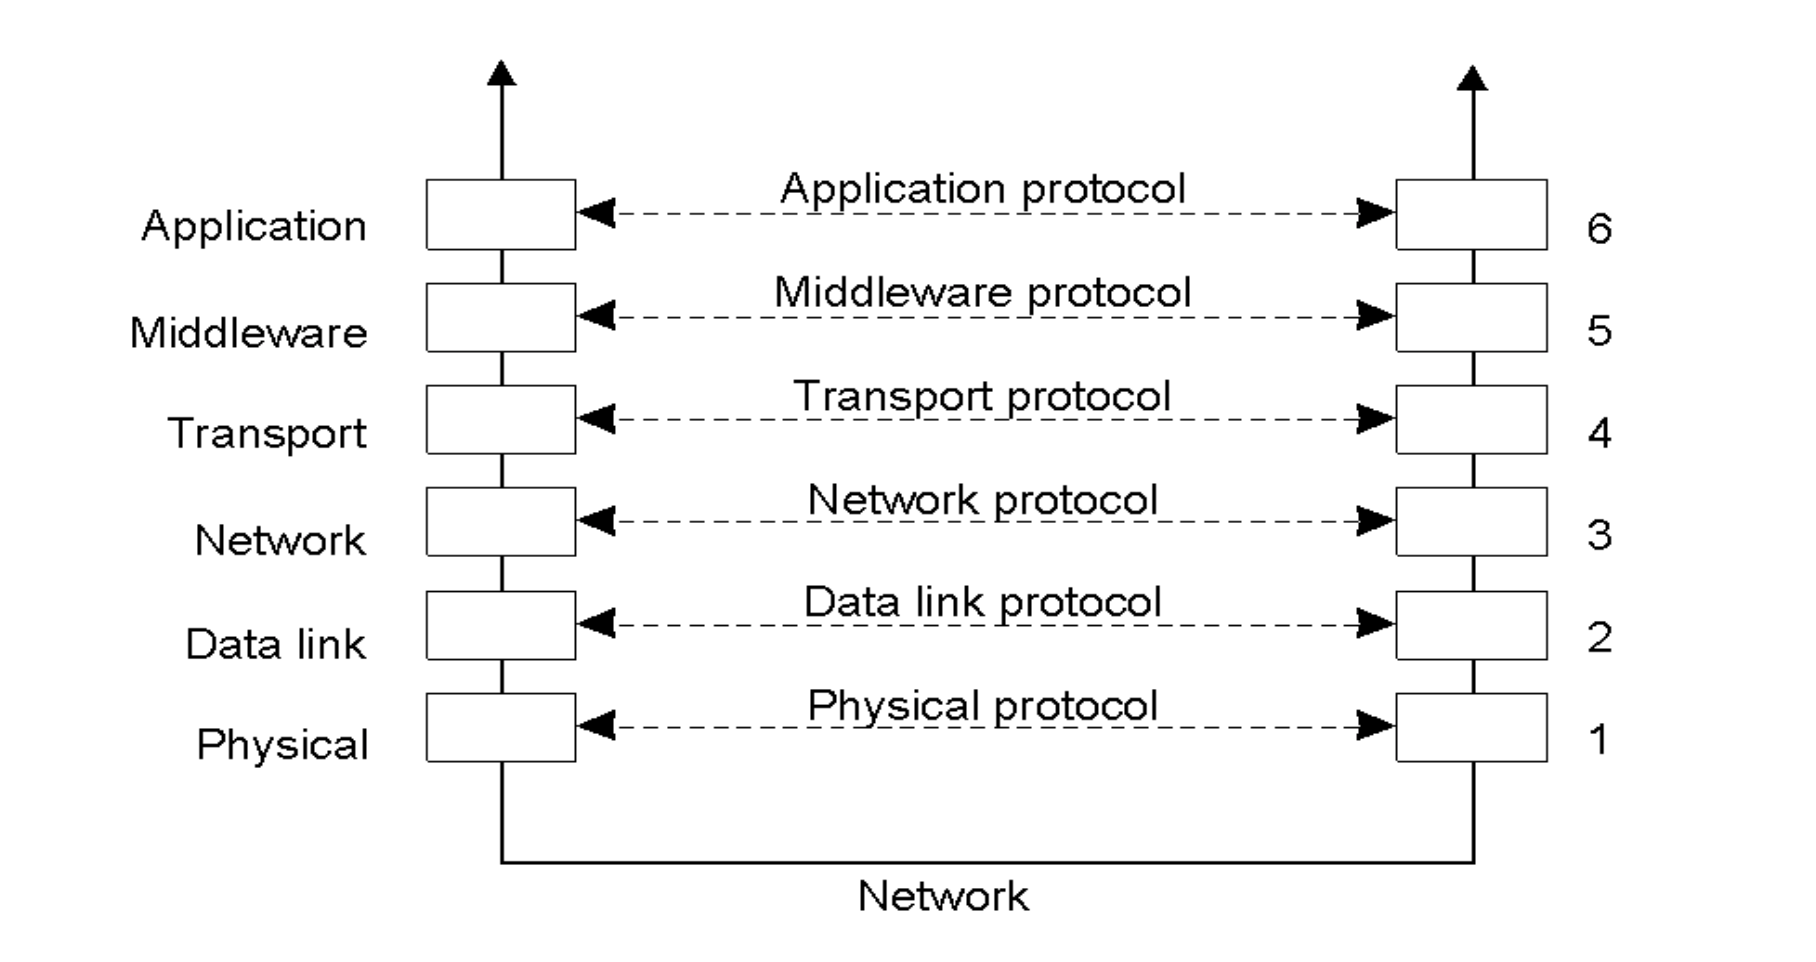 Application protocol
Application 6
Middleware protocol
Middleware 5
Transport protocol
Transport 4
Network protocol
Network 3
Data link protocol
Data link 2
Physical protocol
Physical 1
Network